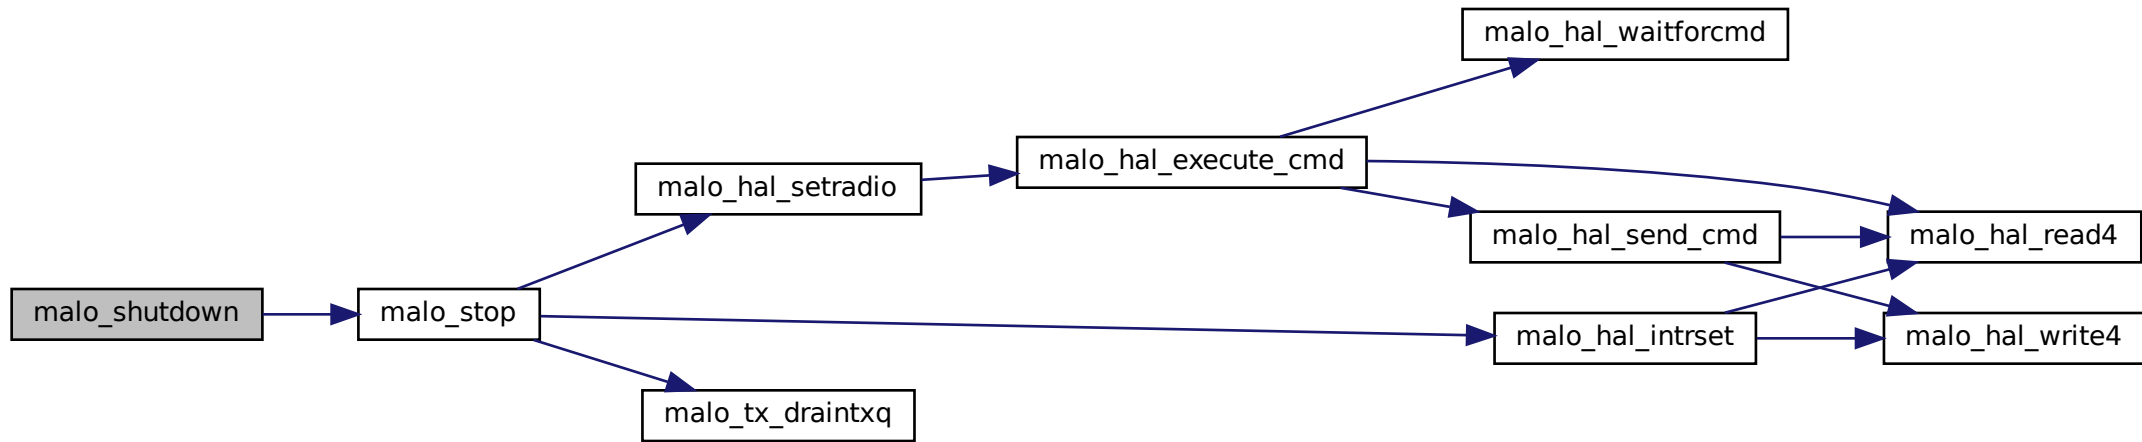 malo_hal_waitforcmd
malo_hal_execute_cmd
malo_hal_setradio
malo_hal_send_cmd
malo_hal_read4
malo_shutdown
malo_stop
malo_hal_intrset
malo_hal_write4
malo_tx_draintxq